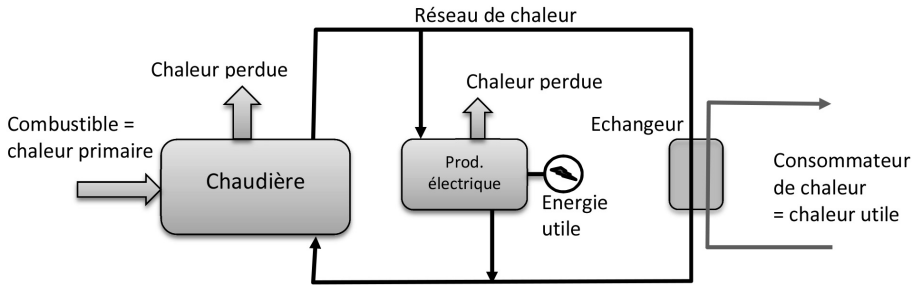 Réseau de chaleur
Chaleur perdue
Chaleur perdue
Combustible =
chaleur primaire
Echangeur
Chaudière
Prod.
électrique
Consommateur
de chaleur
= chaleur utile
Energie
utile